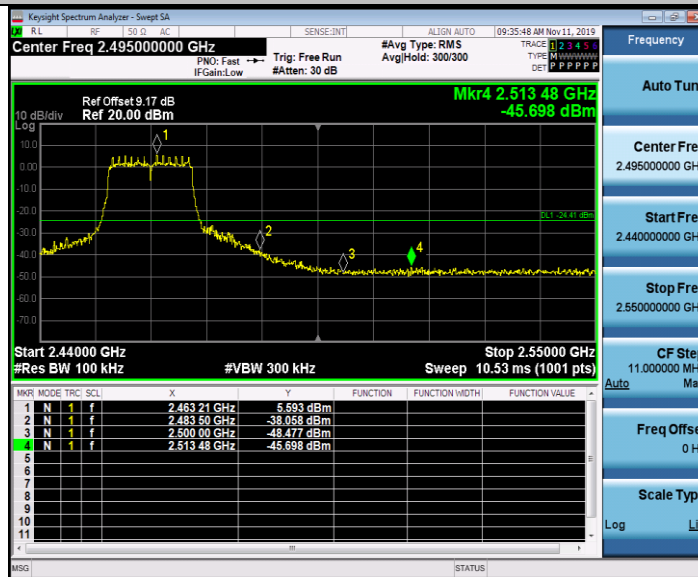 Keysight Spectrum Analyzer - Swept SA
RL RF 50 Ω AC SENSE:INT ALIGN AUTO 09:35:48 AM Nov 11, 2019
Center Freq 2.495000000 GHz
PNO: Fast
IFGain:Low
Trig: Free Run
#Atten: 30 dB
#Avg Type: RMS
Avg|Hold: 300/300
TRACE 1 2 3 4 5 6
TYPE M W W W W W
DET P P P P P P
Frequency
Mkr4 2.513 48 GHz
-45.698 dBm
Ref Offset 9.17 dB
10 dB/div Ref 20.00 dBm
Log
10.0
0.00
-10.0
-20.0
-30.0
-40.0
-50.0
-60.0
-70.0
1
2
3
4
DL1 -24.41 dBm
Start 2.44000 GHz Stop 2.55000 GHz
#Res BW 100 kHz #VBW 300 kHz Sweep 10.53 ms (1001 pts)
MKR MODE TRC SCL X Y FUNCTION FUNCTION WIDTH FUNCTION VALUE
1 N 1 f 2.463 21 GHz 5.593 dBm
2 N 1 f 2.483 50 GHz -38.058 dBm
3 N 1 f 2.500 00 GHz -48.477 dBm
4 N 1 f 2.513 48 GHz -45.698 dBm
5
6
7
8
9
10
11
MSG STATUS
Auto Tun
Center Fre
2.495000000 GH
Start Fre
2.440000000 GH
Stop Fre
2.550000000 GH
CF Ste
11.000000 MH
Auto Ma
Freq Offse
0 H
Scale Typ
Log Li